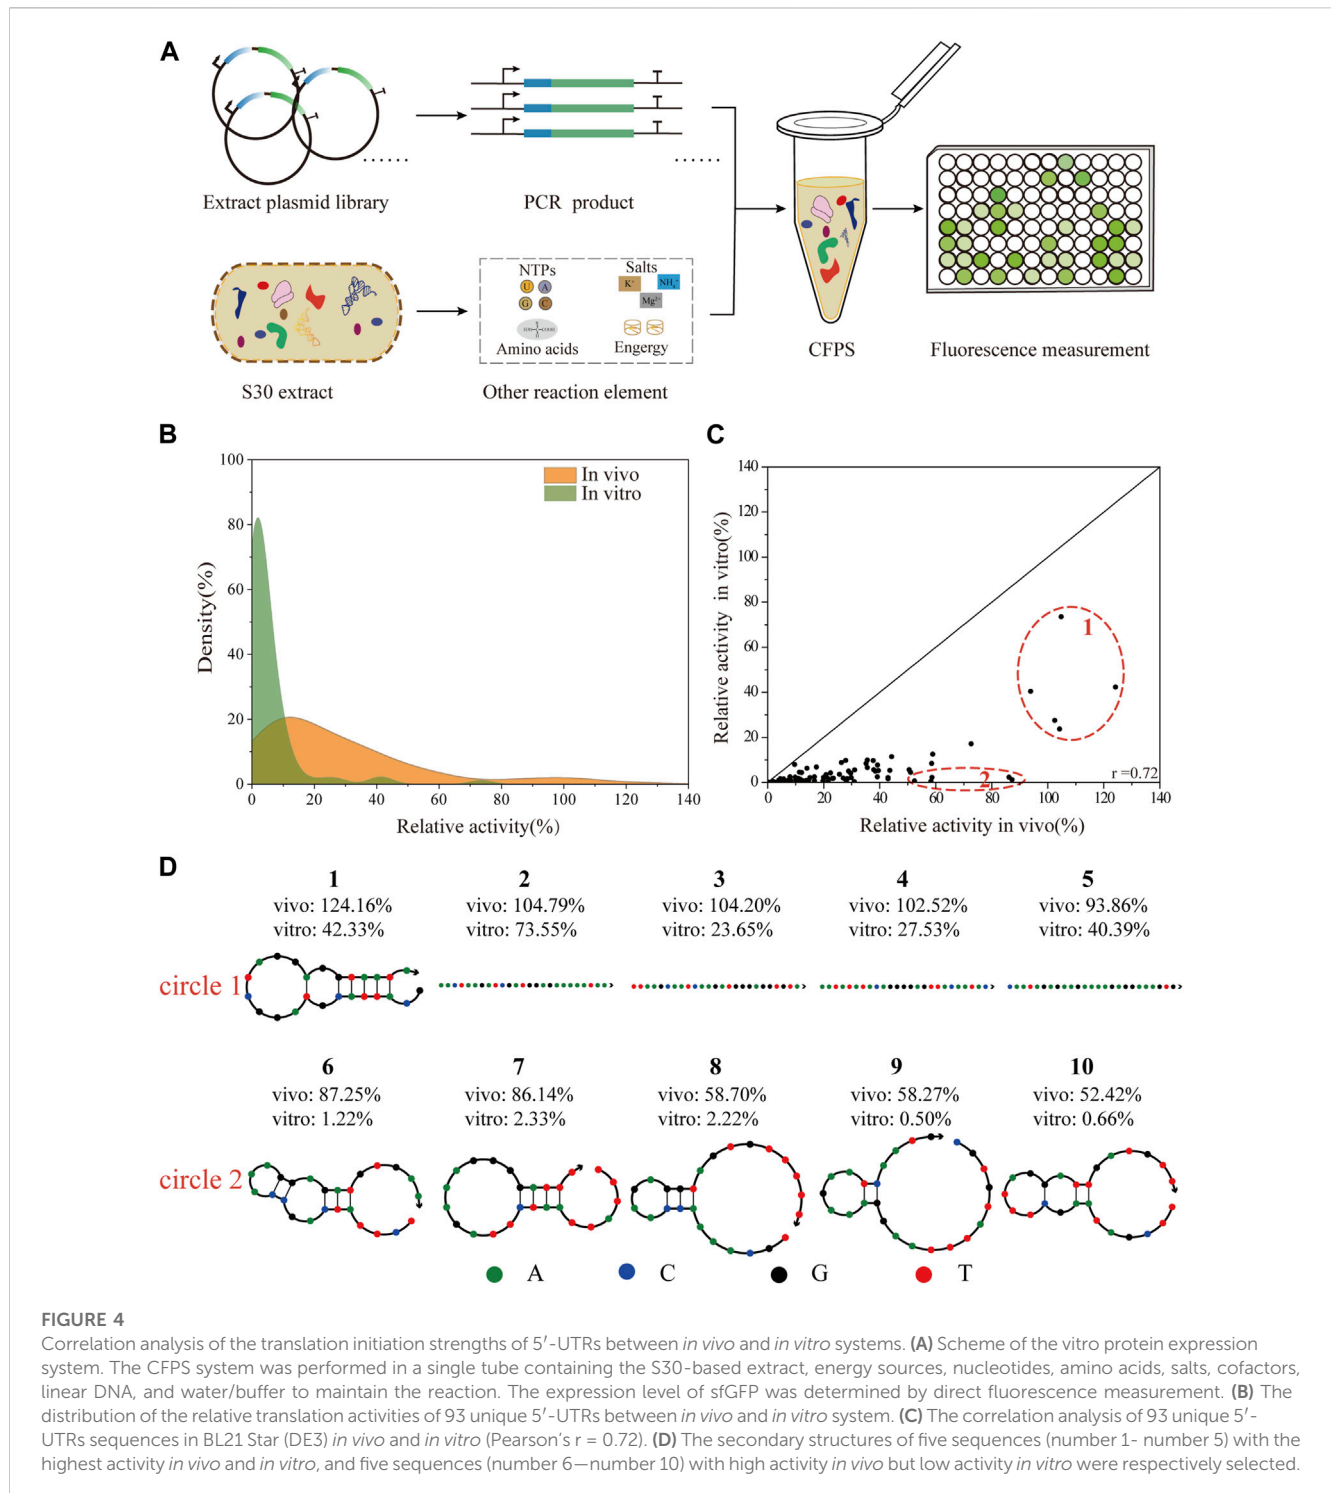 A
Extract plasmid library
PCR product
NTPs
U A
G C
Amino acids
Salts
K⁺ NH₄⁺
Mg²⁺
Engergy
S30 extract
Other reaction element
CFPS
Fluorescence measurement
B
Density(%)
100
80
60
40
20
0
0 20 40 60 80 100 120 140
Relative activity(%)
In vivo
In vitro
C
Relative activity in vitro(%)
140
120
100
80
60
40
20
0
0 20 40 60 80 100 120 140
Relative activity in vivo(%)
1
2
r =0.72
D
1 2 3 4 5
vivo: 124.16% vivo: 104.79% vivo: 104.20% vivo: 102.52% vivo: 93.86%
vitro: 42.33% vitro: 73.55% vitro: 23.65% vitro: 27.53% vitro: 40.39%
circle 1
6 7 8 9 10
vivo: 87.25% vivo: 86.14% vivo: 58.70% vivo: 58.27% vivo: 52.42%
vitro: 1.22% vitro: 2.33% vitro: 2.22% vitro: 0.50% vitro: 0.66%
circle 2
A C G T
FIGURE 4
Correlation analysis of the translation initiation strengths of 5′-UTRs between in vivo and in vitro systems. (A) Scheme of the vitro protein expression
system. The CFPS system was performed in a single tube containing the S30-based extract, energy sources, nucleotides, amino acids, salts, cofactors,
linear DNA, and water/buffer to maintain the reaction. The expression level of sfGFP was determined by direct fluorescence measurement. (B) The
distribution of the relative translation activities of 93 unique 5′-UTRs between in vivo and in vitro system. (C) The correlation analysis of 93 unique 5′-
UTRs sequences in BL21 Star (DE3) in vivo and in vitro (Pearson's r = 0.72). (D) The secondary structures of five sequences (number 1- number 5) with the
highest activity in vivo and in vitro, and five sequences (number 6—number 10) with high activity in vivo but low activity in vitro were respectively selected.